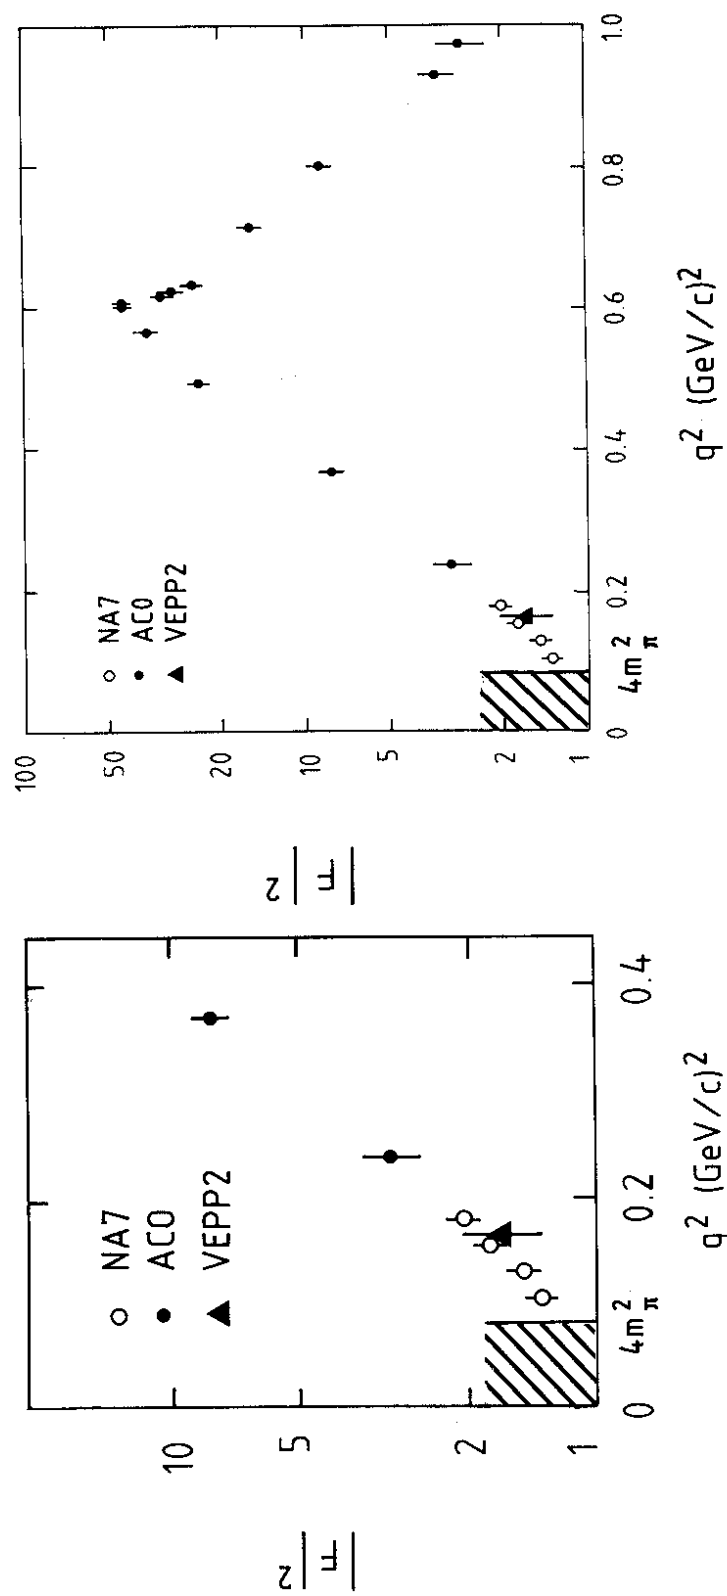 100
50
20
10
5
2
1
|F|²
○ NA7
● ACO
▲ VEPP2
0 4m²π 0.2 0.4 0.6 0.8 1.0
q² (GeV/c)²
10
5
2
1
|F|²
○ NA7
● ACO
▲ VEPP2
0 4m²π 0.2 0.4
q² (GeV/c)²